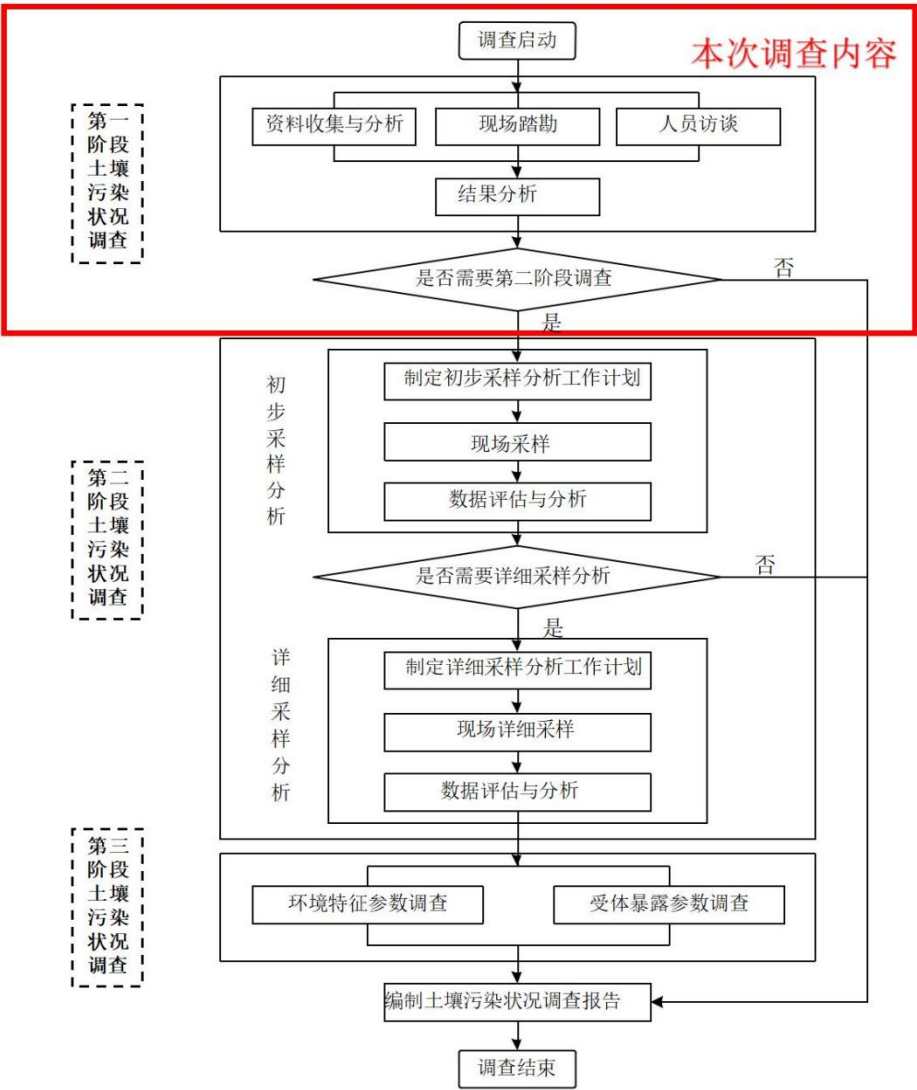 调查启动
本次调查内容
第一
阶段
土壤
污染
状况
调查
资料收集与分析
现场踏勘
人员访谈
结果分析
是否需要第二阶段调查
否
是
第二
阶段
土壤
污染
状况
调查
初
步
采
样
分
析
制定初步采样分析工作计划
现场采样
数据评估与分析
是否需要详细采样分析
否
是
详
细
采
样
分
析
制定详细采样分析工作计划
现场详细采样
数据评估与分析
第三
阶段
土壤
污染
状况
调查
环境特征参数调查
受体暴露参数调查
编制土壤污染状况调查报告
调查结束